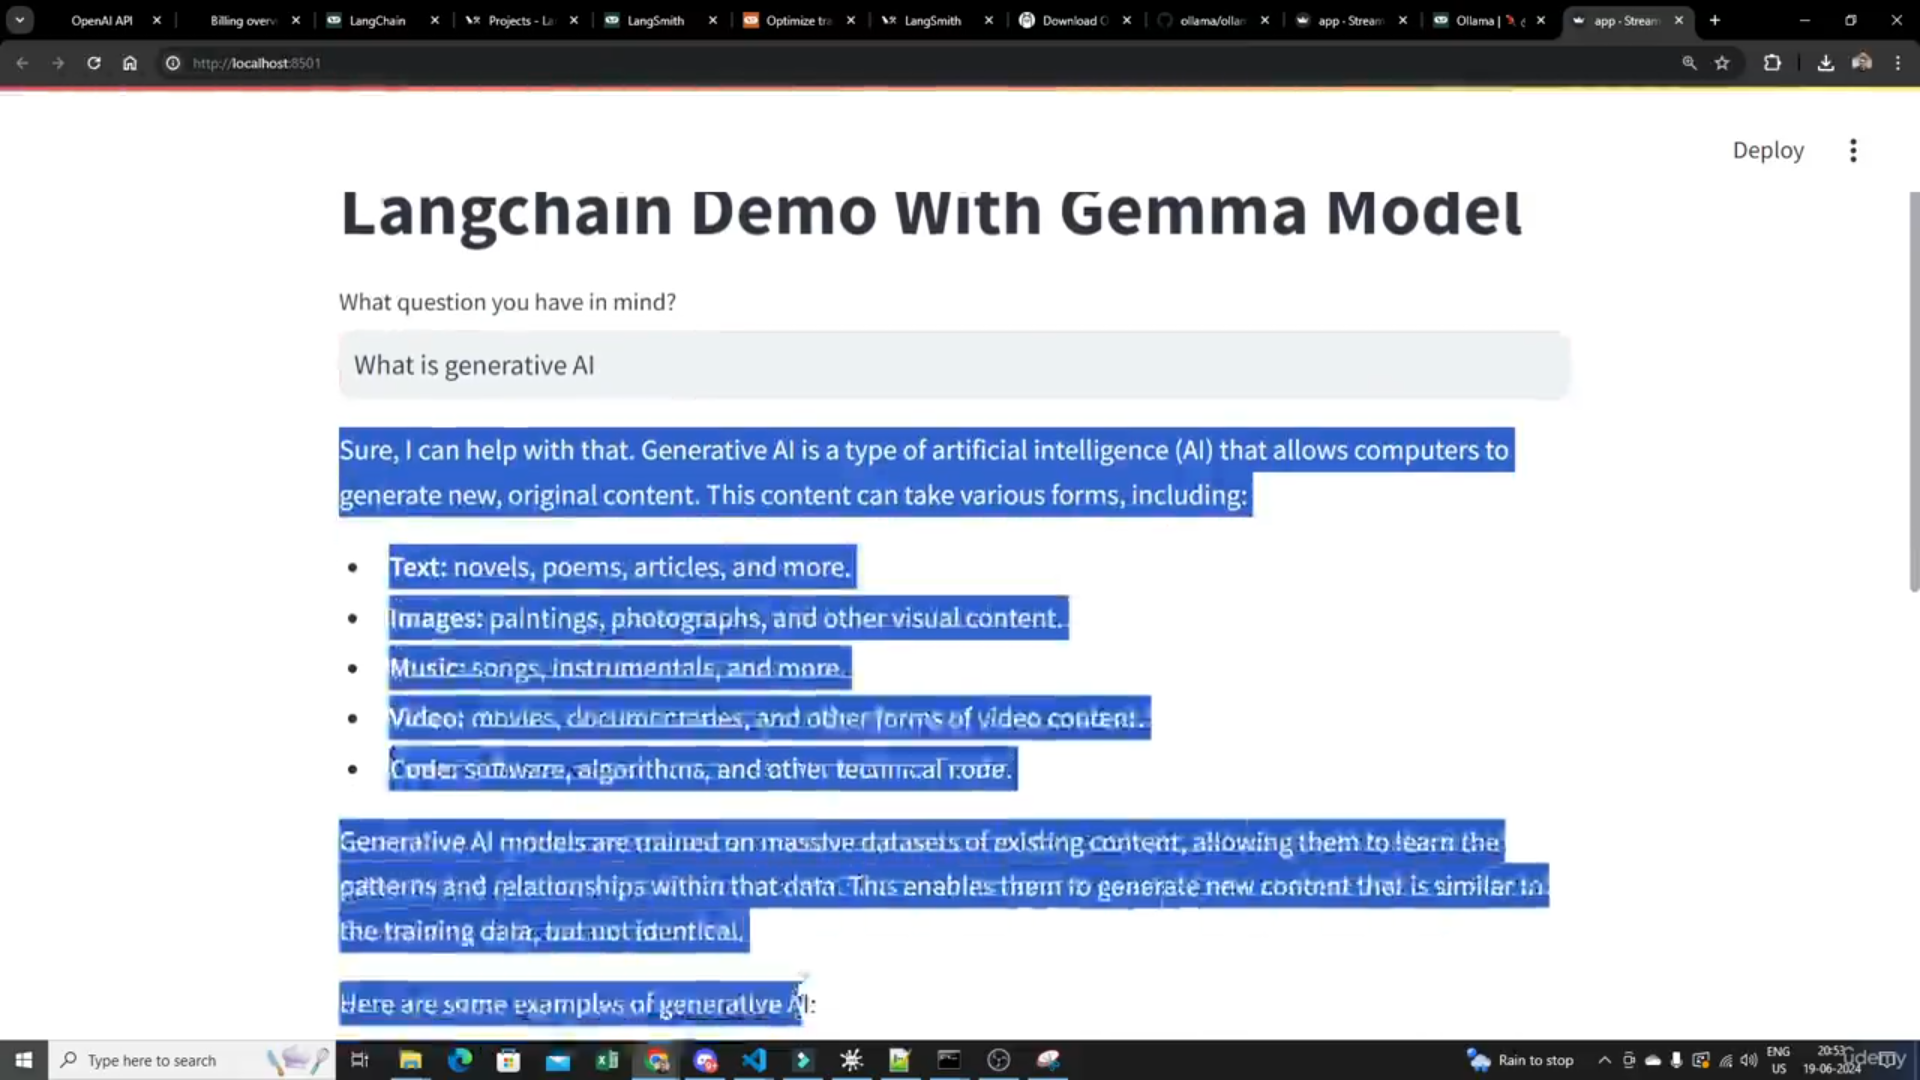 OpenAI API
Billing overv
LangChain
Projects - La
LangSmith
Optimize tra
LangSmith
Download O
ollama/ollam
app · Stream
Ollama |
app · Stream
http://localhost:8501
Deploy
Langchain Demo With Gemma Model
What question you have in mind?
What is generative AI
Sure, I can help with that. Generative AI is a type of artificial intelligence (AI) that allows computers to
generate new, original content. This content can take various forms, including:
Text: novels, poems, articles, and more.
Images: paintings, photographs, and other visual content.
Music: songs, instrumentals, and more.
Video: movies, documentaries, and other forms of video content.
Code: software, algorithms, and other technical code.
Generative AI models are trained on massive datasets of existing content, allowing them to learn the
patterns and relationships within that data. This enables them to generate new content that is similar to
the training data, but not identical.
Here are some examples of generative AI:
Type here to search
Rain to stop
ENG
US
20:53
19-06-2024
udemy